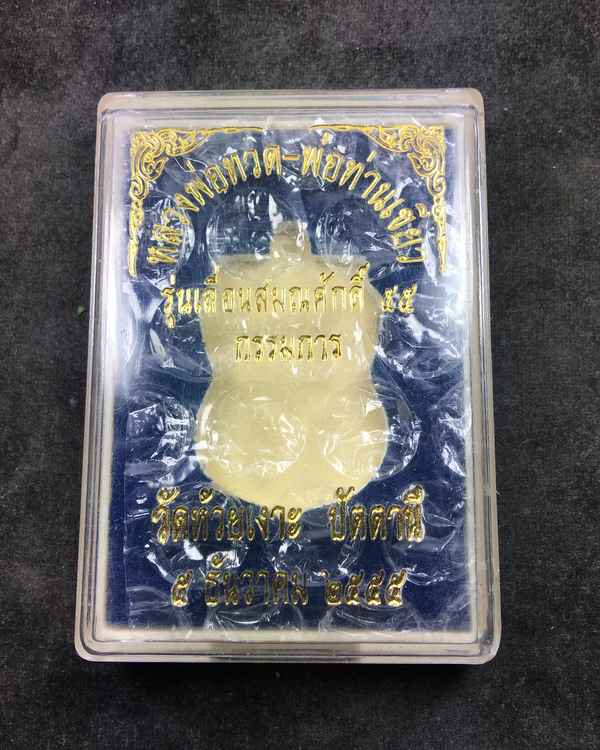 หลวงพ่อทวด-พ่อท่านเขียว
รุ่นเลื่อนสมณศักดิ์ ๕๕
กรรมการ
วัดห้วยเงาะ ปัตตานี
๕ ธันวาคม ๒๕๕๕